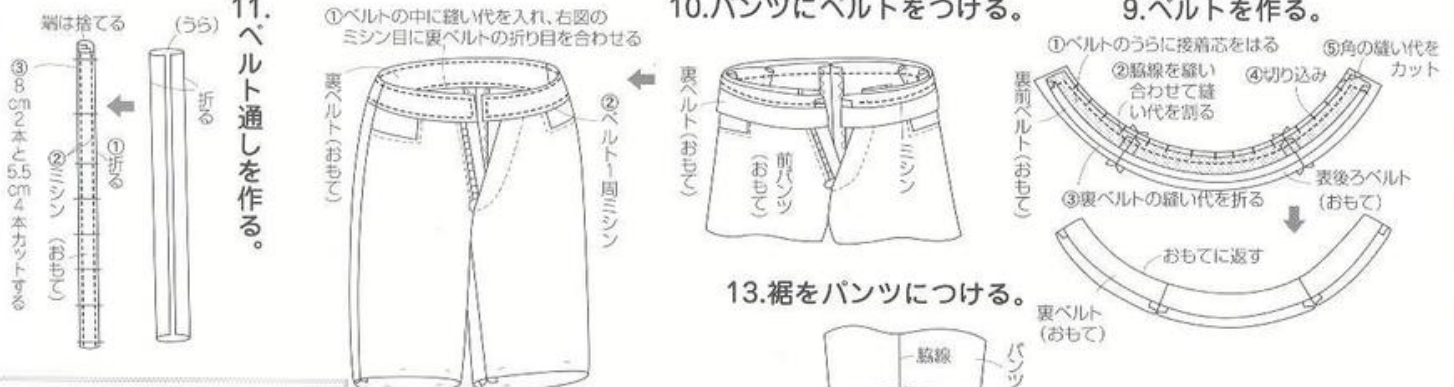 9.ベルトを作る。
①ベルトのうらに接着芯をはる
②脇線を縫い
合わせて縫
い代を割る
④切り込み
⑤角の縫い代を
カット
裏前ベルト(おもて)
③裏ベルトの縫い代を折る
表後ろベルト
(おもて)
おもてに返す
裏ベルト
(おもて)
10.パンツにベルトをつける。
裏ベルト(おもて)
前パンツ
(おもて)
ミシン
①ベルトの中に縫い代を入れ、右図の
ミシン目に裏ベルトの折り目を合わせる
裏ベルト(おもて)
②ベルト1周ミシン
11.ベルト通しを作る。
(うら)
折る
端は捨てる
①折る
②ミシン
(おもて)
③8cm2本と5.5cm4本カットする
13.裾をパンツにつける。
脇線
パンツ